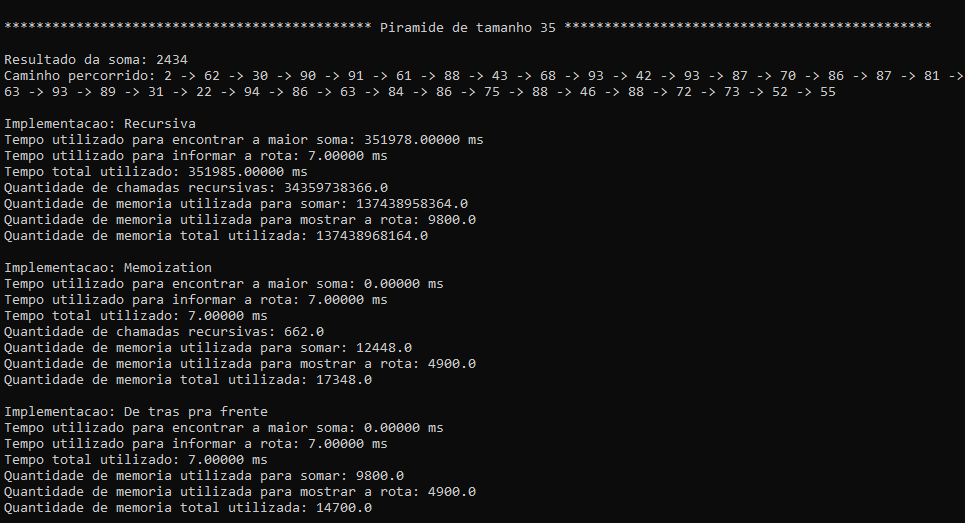 ********************************************** Piramide de tamanho 35 **********************************************
Resultado da soma: 2434
Caminho percorrido: 2 -> 62 -> 30 -> 90 -> 91 -> 61 -> 88 -> 43 -> 68 -> 93 -> 42 -> 93 -> 87 -> 70 -> 86 -> 87 -> 81 ->
63 -> 93 -> 89 -> 31 -> 22 -> 94 -> 86 -> 63 -> 84 -> 86 -> 75 -> 88 -> 46 -> 88 -> 72 -> 73 -> 52 -> 55
Implementacao: Recursiva
Tempo utilizado para encontrar a maior soma: 351978.00000 ms
Tempo utilizado para informar a rota: 7.00000 ms
Tempo total utilizado: 351985.00000 ms
Quantidade de chamadas recursivas: 34359738366.0
Quantidade de memoria utilizada para somar: 137438958364.0
Quantidade de memoria utilizada para mostrar a rota: 9800.0
Quantidade de memoria total utilizada: 137438968164.0
Implementacao: Memoization
Tempo utilizado para encontrar a maior soma: 0.00000 ms
Tempo utilizado para informar a rota: 7.00000 ms
Tempo total utilizado: 7.00000 ms
Quantidade de chamadas recursivas: 662.0
Quantidade de memoria utilizada para somar: 12448.0
Quantidade de memoria utilizada para mostrar a rota: 4900.0
Quantidade de memoria total utilizada: 17348.0
Implementacao: De tras pra frente
Tempo utilizado para encontrar a maior soma: 0.00000 ms
Tempo utilizado para informar a rota: 7.00000 ms
Tempo total utilizado: 7.00000 ms
Quantidade de memoria utilizada para somar: 9800.0
Quantidade de memoria utilizada para mostrar a rota: 4900.0
Quantidade de memoria total utilizada: 14700.0